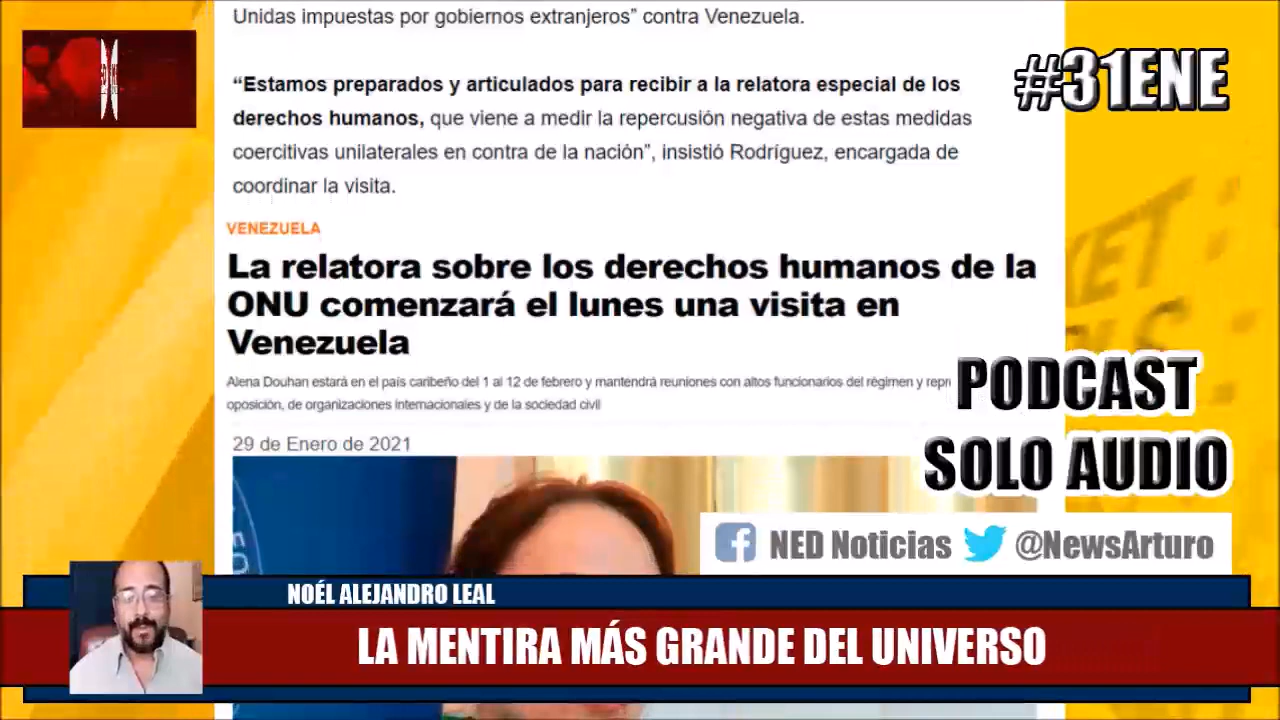 Unidas impuestas por gobiernos extranjeros” contra Venezuela.
#31ENE
“Estamos preparados y articulados para recibir a la relatora especial de los
derechos humanos, que viene a medir la repercusión negativa de estas medidas
coercitivas unilaterales en contra de la nación”, insistió Rodríguez, encargada de
coordinar la visita.
VENEZUELA
La relatora sobre los derechos humanos de la
ONU comenzará el lunes una visita en
Venezuela
Alena Douhan estará en el país caribeño del 1 al 12 de febrero y mantendrá reuniones con altos funcionarios del régimen y repr
oposición, de organizaciones internacionales y de la sociedad civil
29 de Enero de 2021
PODCAST
SOLO AUDIO
NED Noticias @NewsArturo
NOÉL ALEJANDRO LEAL
LA MENTIRA MÁS GRANDE DEL UNIVERSO